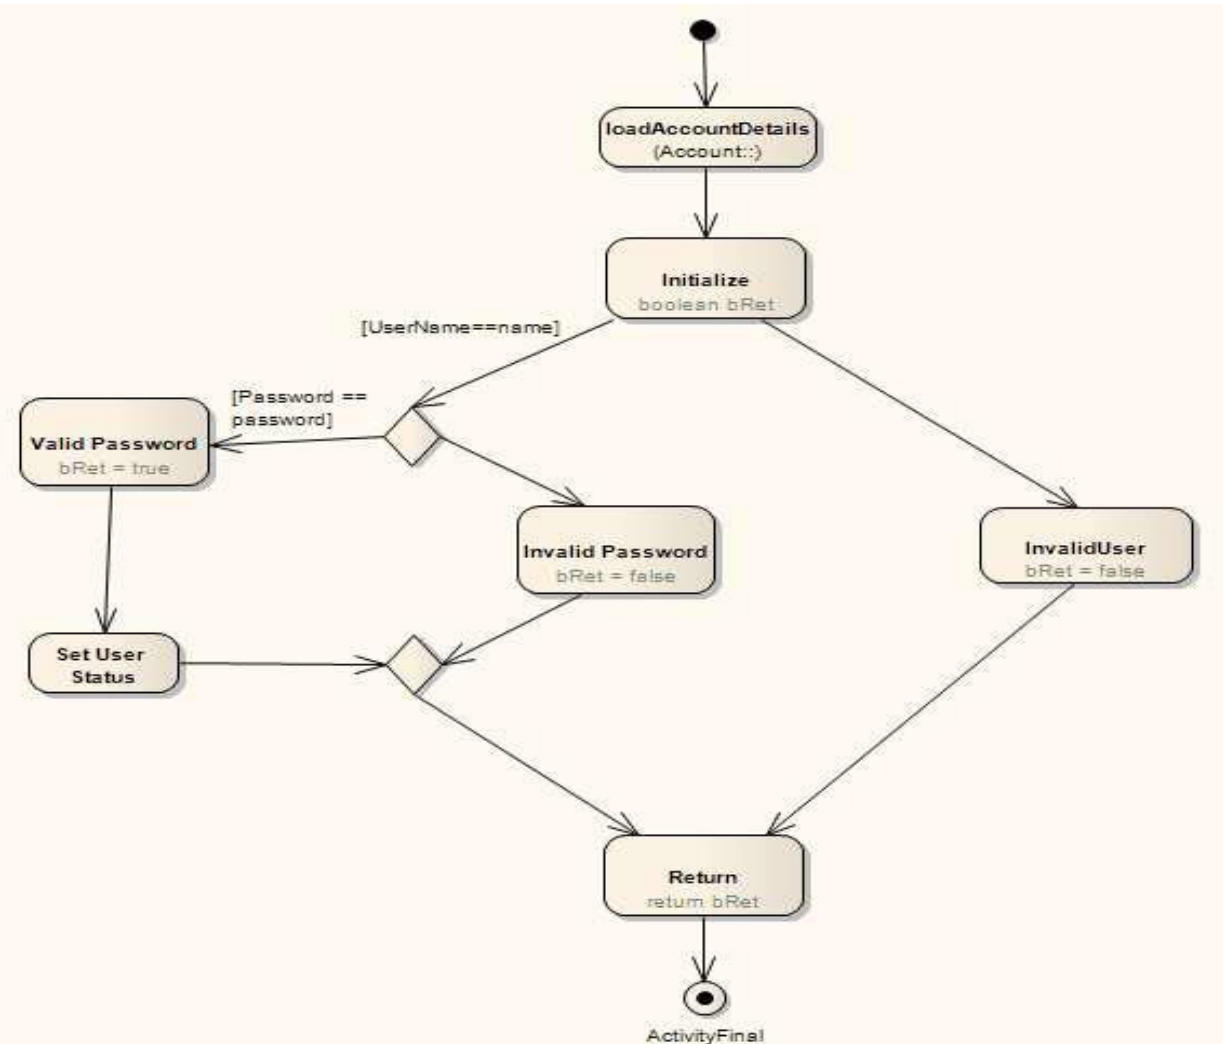 loadAccountDetails
(Account::)
Initialize
boolean bRet
[UserName==name]
[Password ==
password]
Valid Password
bRet = true
Invalid Password
bRet = false
InvalidUser
bRet = false
Set User
Status
Return
return bRet
ActivityFinal